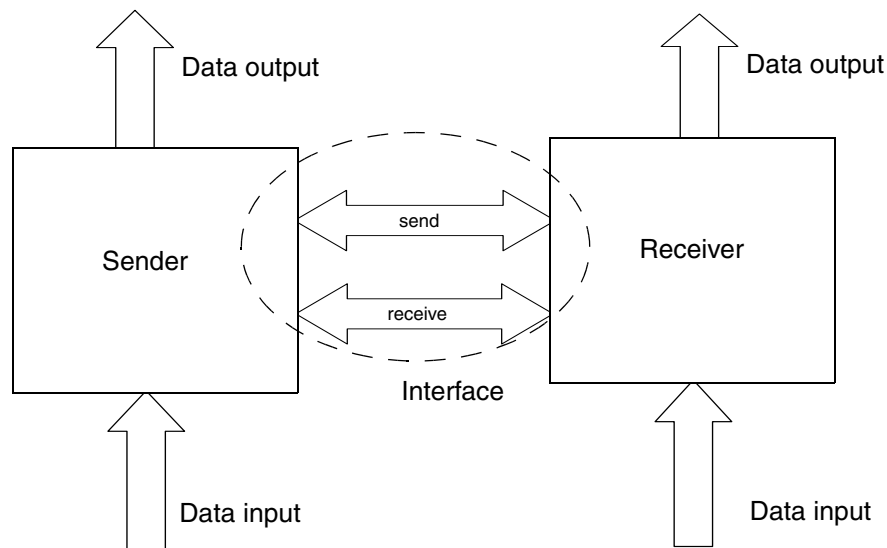 Data output
Data output
send
Sender
Receiver
receive
Interface
Data input
Data input